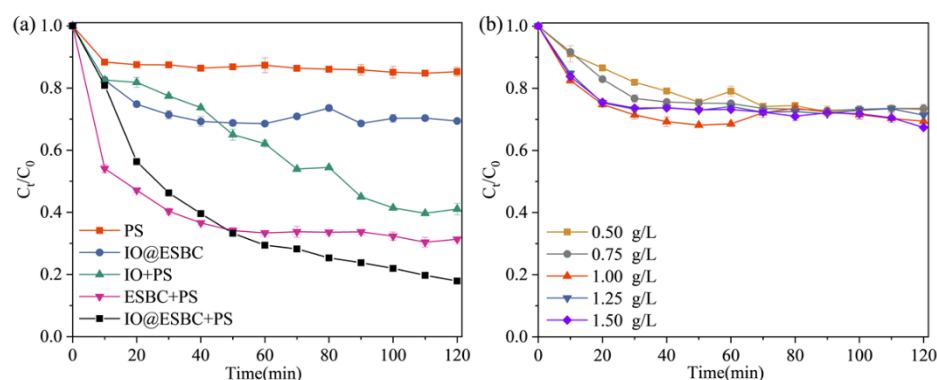 (a)
1.0
0.8
0.6
0.4
0.2
0.0
Ct/C0
PS
IO@ESBC
IO+PS
ESBC+PS
IO@ESBC+PS
0 20 40 60 80 100 120
Time(min)
(b)
1.0
0.8
0.6
0.4
0.2
0.0
Ct/C0
0.50 g/L
0.75 g/L
1.00 g/L
1.25 g/L
1.50 g/L
0 20 40 60 80 100 120
Time(min)